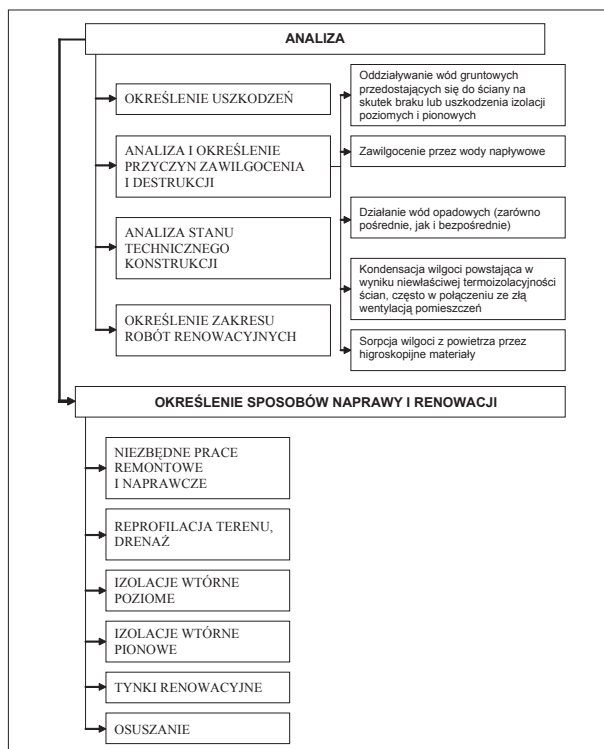 ANALIZA
OKREŚLENIE USZKODZEŃ
ANALIZA I OKREŚLENIE
PRZYCZYN ZAWILGOCENIA
I DESTRUKCJI
ANALIZA STANU
TECHNICZNEGO
KONSTRUKCJI
OKREŚLENIE ZAKRESU
ROBÓT RENOWACYJNYCH
Oddziaływanie wód gruntowych
przedostających się do ściany na
skutek braku lub uszkodzenia izolacji
poziomych i pionowych
Zawilgocenie przez wody napływowe
Działanie wód opadowych (zarówno
pośrednie, jak i bezpośrednie)
Kondensacja wilgoci powstająca w
wyniku niewłaściwej termoizolacyjności
ścian, często w połączeniu ze złą
wentylacją pomieszczeń
Sorpcja wilgoci z powietrza przez
higroskopijne materiały
OKREŚLENIE SPOSOBÓW NAPRAWY I RENOWACJI
NIEZBĘDNE PRACE
REMONTOWE
I NAPRAWCZE
REPROFILACJA TERENU,
DRENAŻ
IZOLACJE WTÓRNE
POZIOME
IZOLACJE WTÓRNE
PIONOWE
TYNKI RENOWACYJNE
OSUSZANIE